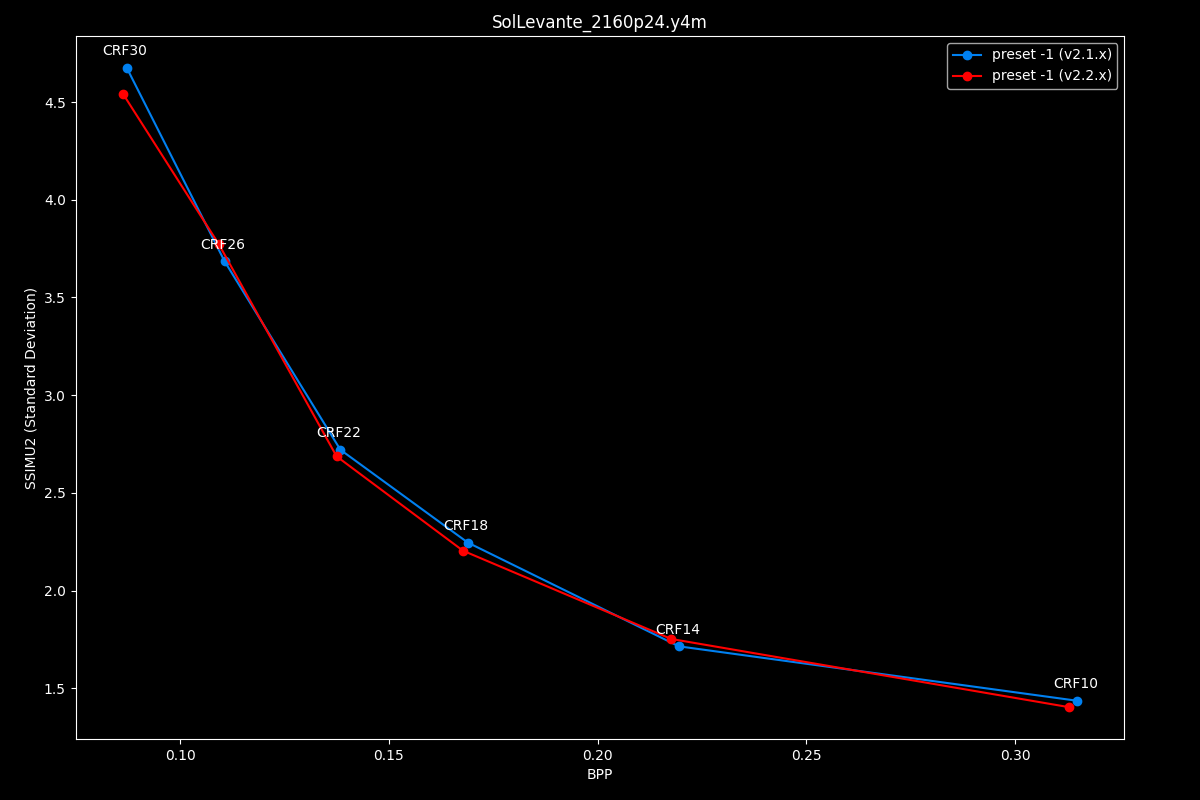 SolLevante_2160p24.y4m
preset -1 (v2.1.x)
preset -1 (v2.2.x)
CRF30
CRF26
CRF22
CRF18
CRF14
CRF10
SSIMU2 (Standard Deviation)
4.5
4.0
3.5
3.0
2.5
2.0
1.5
0.10
0.15
0.20
0.25
0.30
BPP